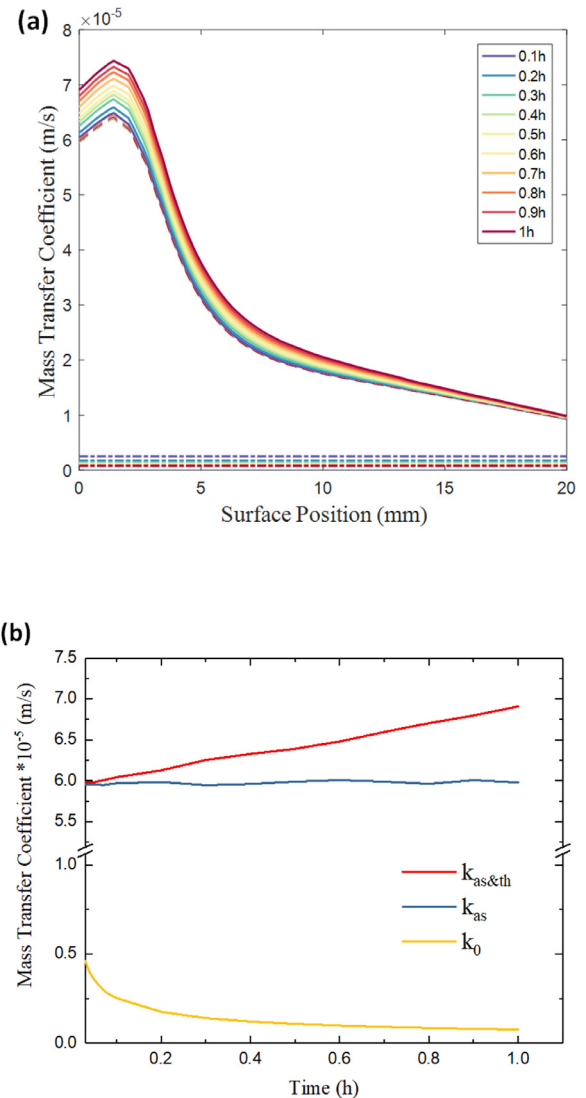 (a)
×10⁻⁵
8
7
6
5
4
3
2
1
0
0 5 10 15 20
Mass Transfer Coefficient (m/s)
Surface Position (mm)
0.1h
0.2h
0.3h
0.4h
0.5h
0.6h
0.7h
0.8h
0.9h
1h
(b)
7.5
7.0
6.5
6.0
5.5
1.0
0.5
0.0
0.2 0.4 0.6 0.8 1.0
Mass Transfer Coefficient *10⁻⁵ (m/s)
Time (h)
k_as&th
k_as
k_0